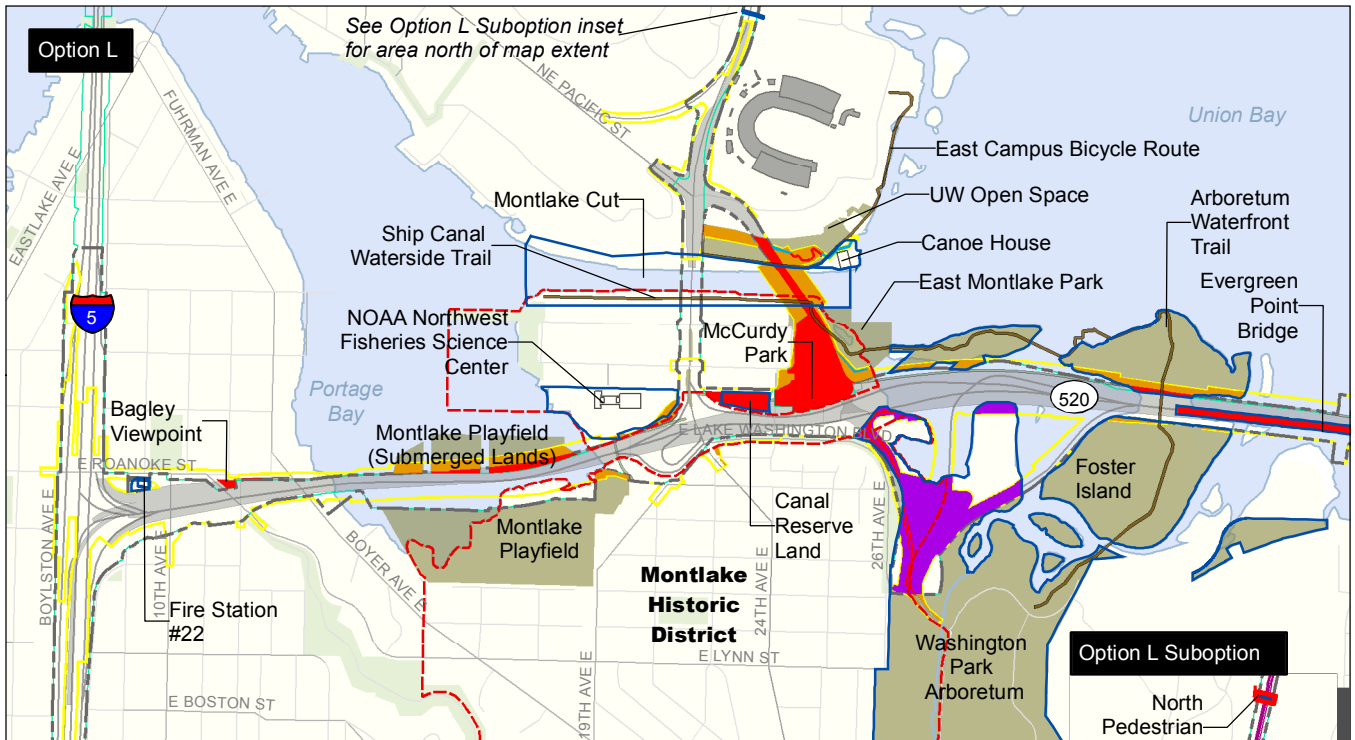 Option L
See Option L Suboption inset
for area north of map extent
NE PACIFIC ST
FUHRMAN AVE E
EASTLAKE AVE E
Union Bay
East Campus Bicycle Route
UW Open Space
Arboretum
Waterfront
Trail
Montlake Cut
Ship Canal
Waterside Trail
Canoe House
East Montlake Park
Evergreen
Point
Bridge
5
NOAA Northwest
Fisheries Science
Center
McCurdy
Park
Portage
Bay
520
Bagley
Viewpoint
Montlake Playfield
(Submerged Lands)
E LAKE WASHINGTON BLVD
E ROANOKE ST
Foster
Island
Canal
Reserve
Land
Montlake
Playfield
BOYLSTON AVE E
10TH AVE E
BOYER AVE E
26TH AVE E
24TH AVE E
19TH AVE E
Fire Station
#22
Montlake
Historic
District
E LYNN ST
Washington
Park
Arboretum
E BOSTON ST
Option L Suboption
North
Pedestrian